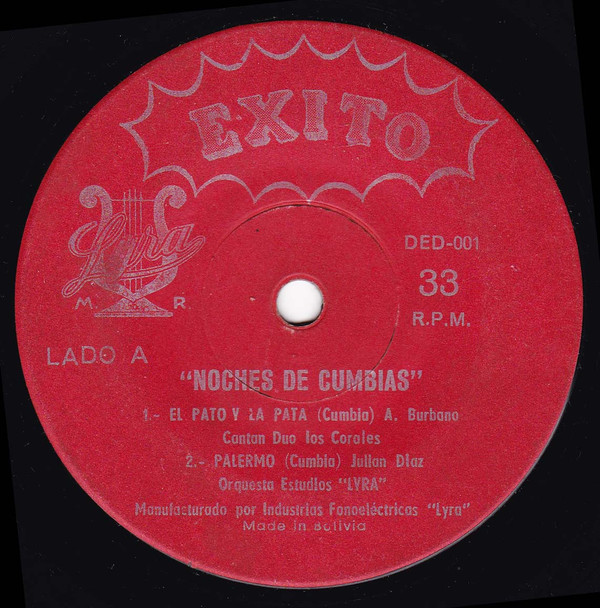 EXITO
Lyra
M. R.
DED-001
33
R.P.M.
LADO A
"NOCHES DE CUMBIAS"
1.- EL PATO Y LA PATA (Cumbia) A. Burbano
Cantan Duo los Corales
2.- PALERMO (Cumbia) Julian Diaz
Orquesta Estudios "LYRA"
Manufacturado por Industrias Fonoeléctricas "Lyra"
Made in Bolivia